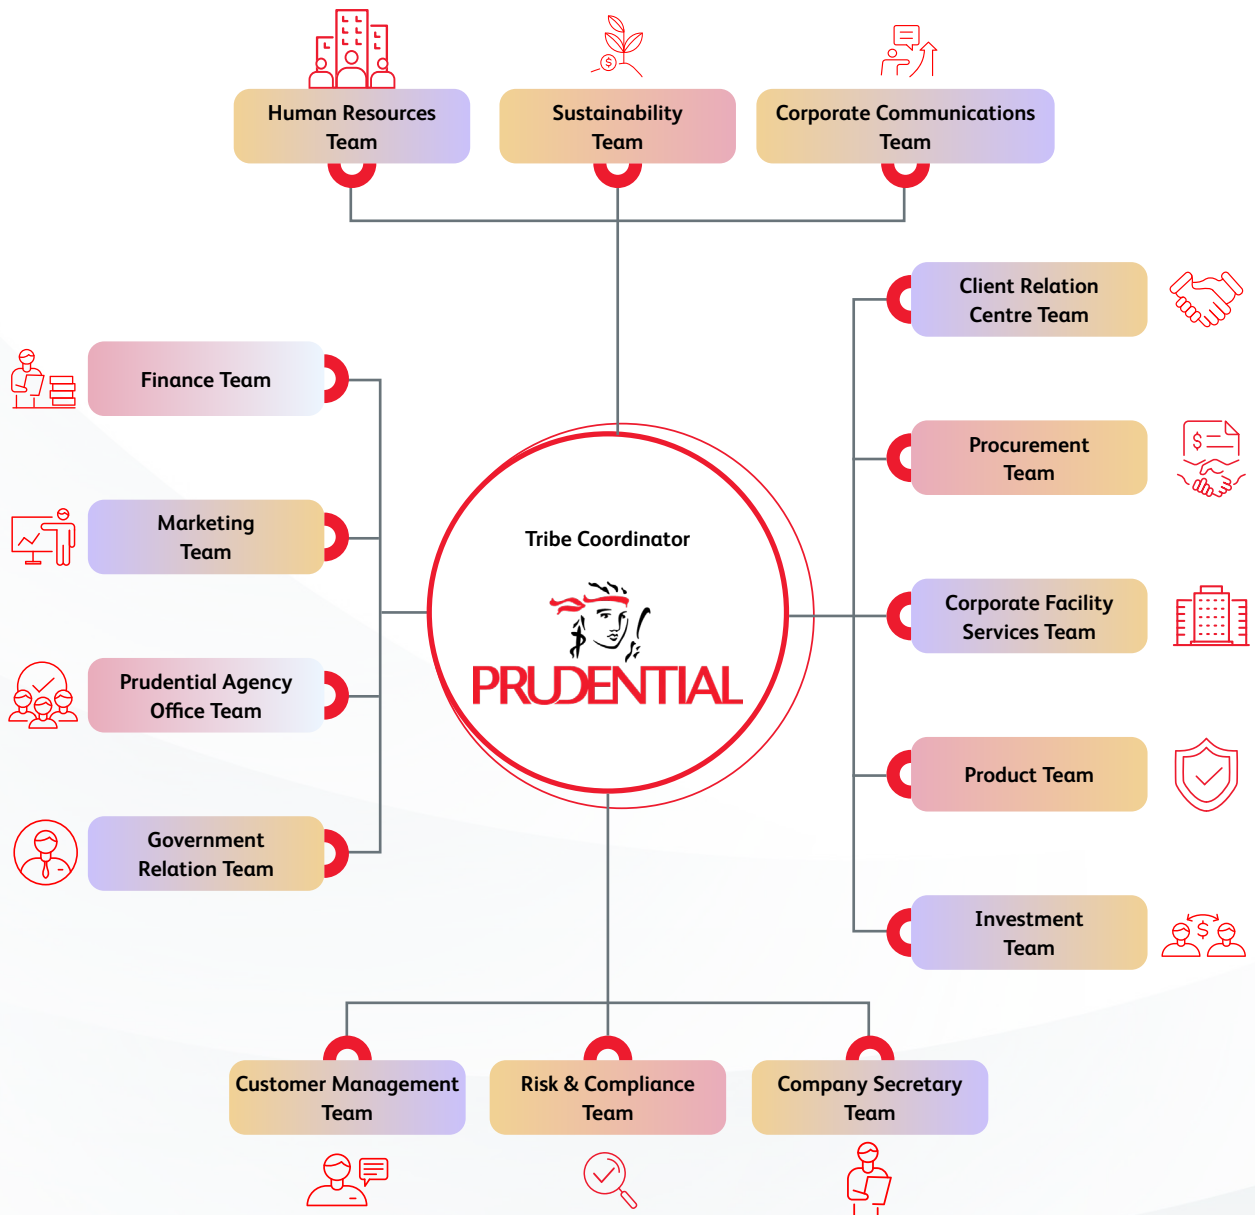 Human Resources
Team
Sustainability
Team
Corporate Communications
Team
Client Relation
Centre Team
Finance Team
Procurement
Team
Marketing
Team
Tribe Coordinator
PRUDENTIAL
Corporate Facility
Services Team
Prudential Agency
Office Team
Product Team
Government
Relation Team
Investment
Team
Customer Management
Team
Risk & Compliance
Team
Company Secretary
Team
$
$
$